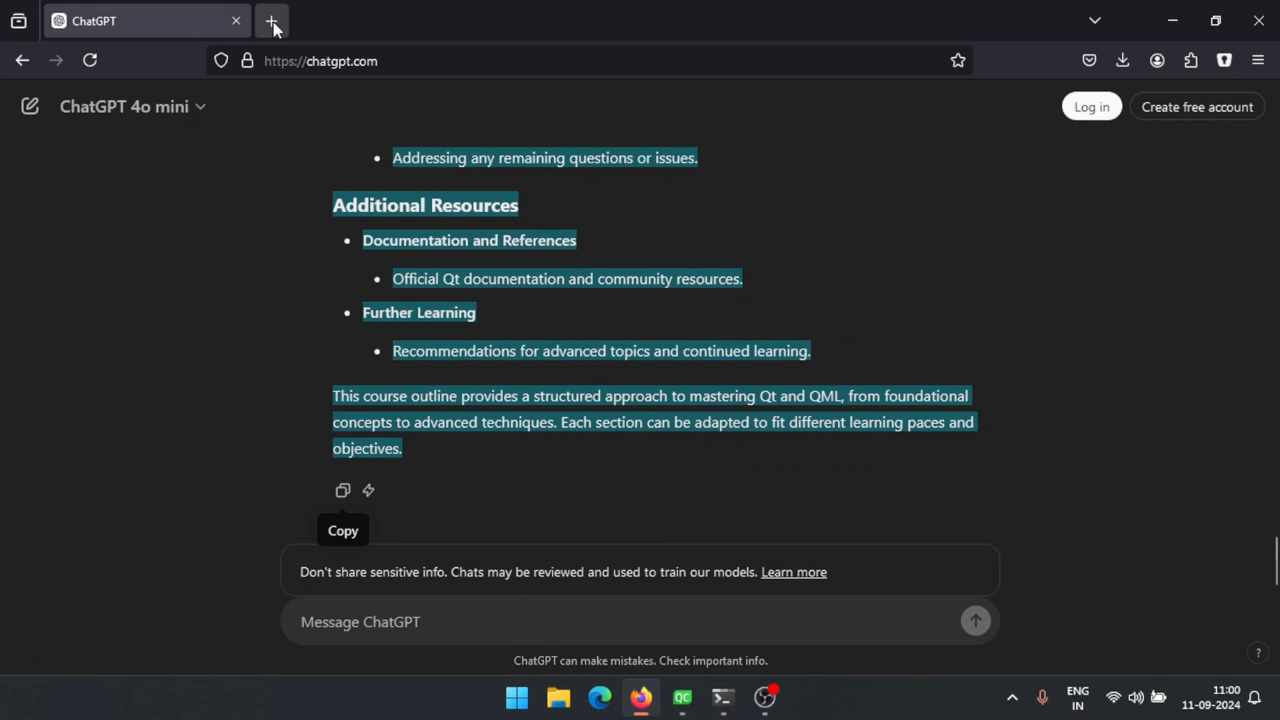 ChatGPT
https://chatgpt.com
ChatGPT 4o mini
Log in
Create free account
• Addressing any remaining questions or issues.
Additional Resources
• Documentation and References
• Official Qt documentation and community resources.
• Further Learning
• Recommendations for advanced topics and continued learning.
This course outline provides a structured approach to mastering Qt and QML, from foundational
concepts to advanced techniques. Each section can be adapted to fit different learning paces and
objectives.
Copy
Don't share sensitive info. Chats may be reviewed and used to train our models. Learn more
Message ChatGPT
ChatGPT can make mistakes. Check important info.
?
QC
ENG
IN
11:00
11-09-2024